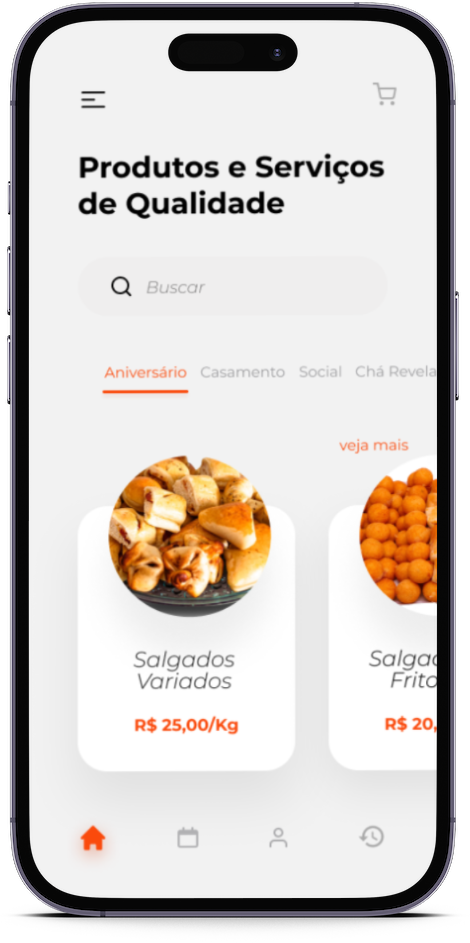 Produtos e Serviços
de Qualidade
Buscar
Aniversário Casamento Social Chá Revela
veja mais
Salgados
Variados
R$ 25,00/Kg
Salgad
Frito
R$ 20,